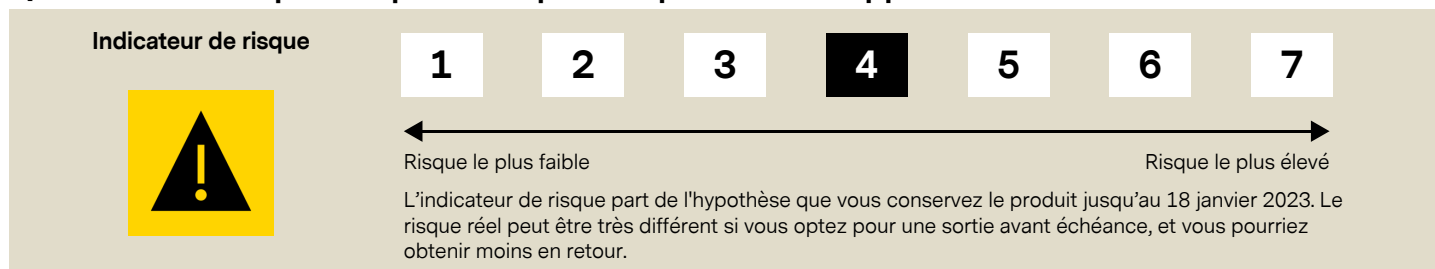 Indicateur de risque
1 2 3 4 5 6 7
Risque le plus faible Risque le plus élevé
L’indicateur de risque part de l'hypothèse que vous conservez le produit jusqu’au 18 janvier 2023. Le
risque réel peut être très différent si vous optez pour une sortie avant échéance, et vous pourriez
obtenir moins en retour.